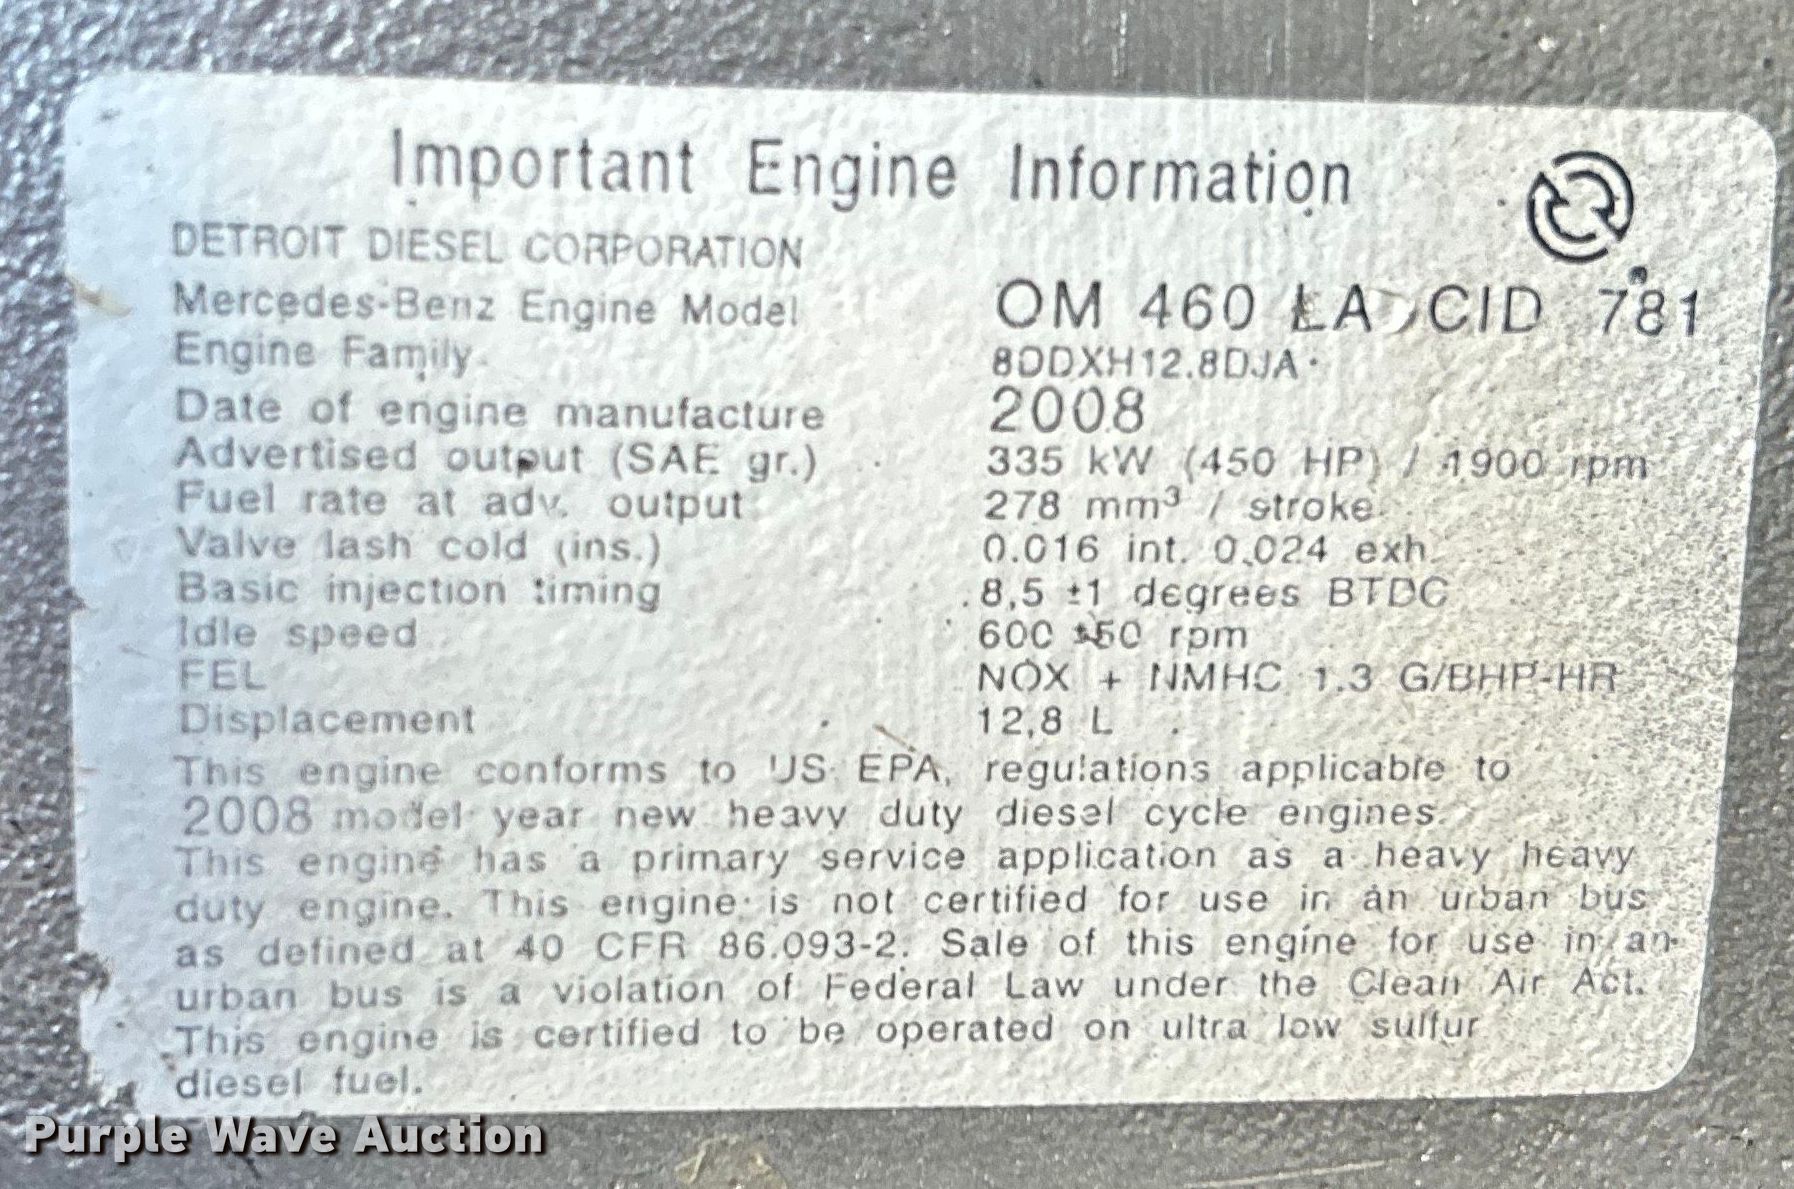 Important Engine Information
DETROIT DIESEL CORPORATION
Mercedes-Benz Engine Model OM 460 LA CID 781
Engine Family 8DDXH12.8DJA
Date of engine manufacture 2008
Advertised output (SAE gr.) 335 kW (450 HP) / 1900 rpm
Fuel rate at adv. output 278 mm³ / stroke
Valve lash cold (ins.) 0.016 int. 0.024 exh
Basic injection timing 8,5 ±1 degrees BTDC
Idle speed 600 ±50 rpm
FEL NOX + NMHC 1.3 G/BHP-HR
Displacement 12,8 L
This engine conforms to US EPA, regulations applicable to
2008 model year new heavy duty diesel cycle engines.
This engine has a primary service application as a heavy heavy
duty engine. This engine is not certified for use in an urban bus
as defined at 40 CFR 86.093-2. Sale of this engine for use in an
urban bus is a violation of Federal Law under the Clean Air Act.
This engine is certified to be operated on ultra low sulfur
diesel fuel.
Purple Wave Auction